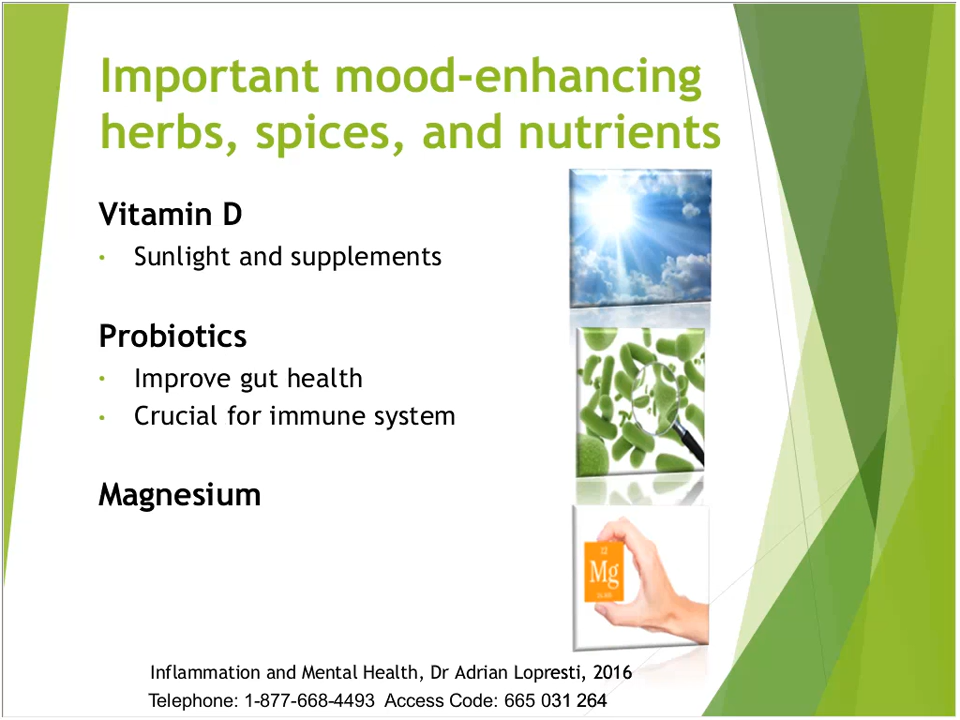 Important mood-enhancing
herbs, spices, and nutrients
Vitamin D
• Sunlight and supplements
Probiotics
• Improve gut health
• Crucial for immune system
Magnesium
12
Mg
Inflammation and Mental Health, Dr Adrian Lopresti, 2016
Telephone: 1-877-668-4493 Access Code: 665 031 264